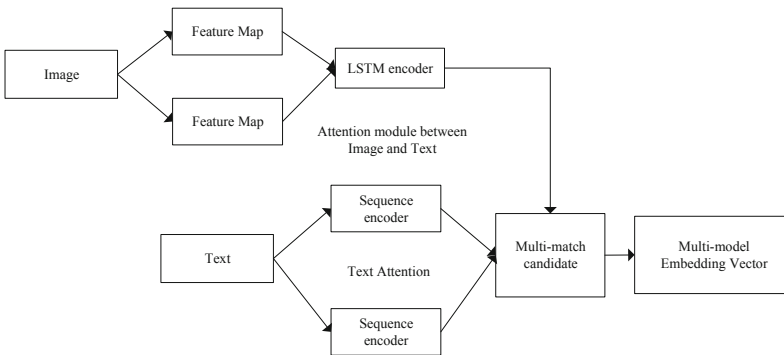 Feature Map
Image
LSTM encoder
Feature Map
Attention module between
Image and Text
Sequence
encoder
Text
Text Attention
Multi-match
candidate
Multi-model
Embedding Vector
Sequence
encoder